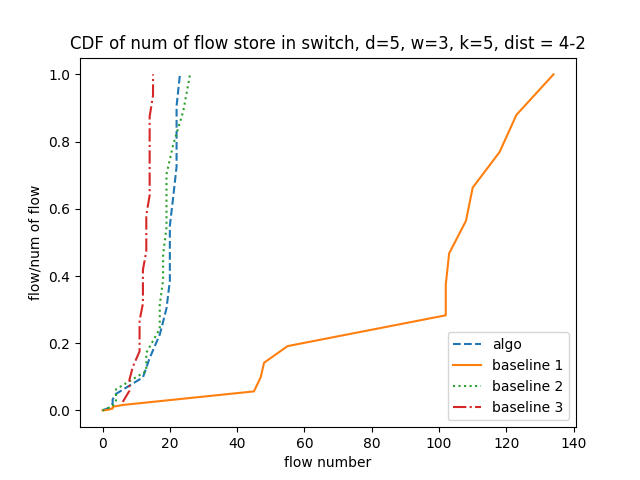 CDF of num of flow store in switch, d=5, w=3, k=5, dist = 4-2
1.0
0.8
0.6
0.4
0.2
0.0
flow/num of flow
algo
baseline 1
baseline 2
baseline 3
0 20 40 60 80 100 120 140
flow number